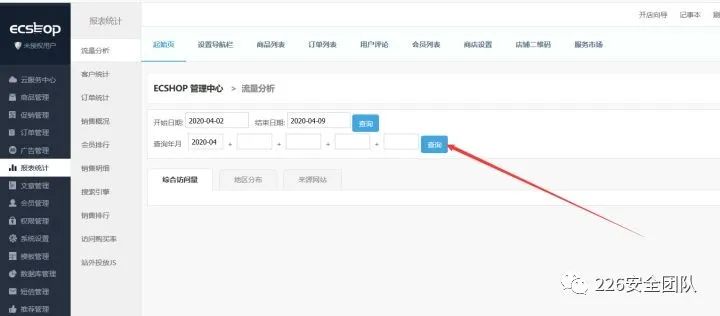 ecshop
未授权用户
云服务中心
商品管理
促销管理
订单管理
广告管理
报表统计
文章管理
会员管理
权限管理
系统设置
模板管理
数据库管理
短信管理
推荐管理
报表统计
流量分析
客户统计
订单统计
销售概况
会员排行
销售明细
搜索引擎
销售排行
访问购买率
站外投放JS
开店向导 记事本
起始页 设置导航栏 商品列表 订单列表 用户评论 会员列表 商店设置 店铺二维码 服务市场
ECSHOP 管理中心 > 流量分析
开始日期: 2020-04-02 结束日期: 2020-04-09 查询
查询年月 2020-04 + + + + 查询
综合访问量 地区分布 来源网站
226安全团队